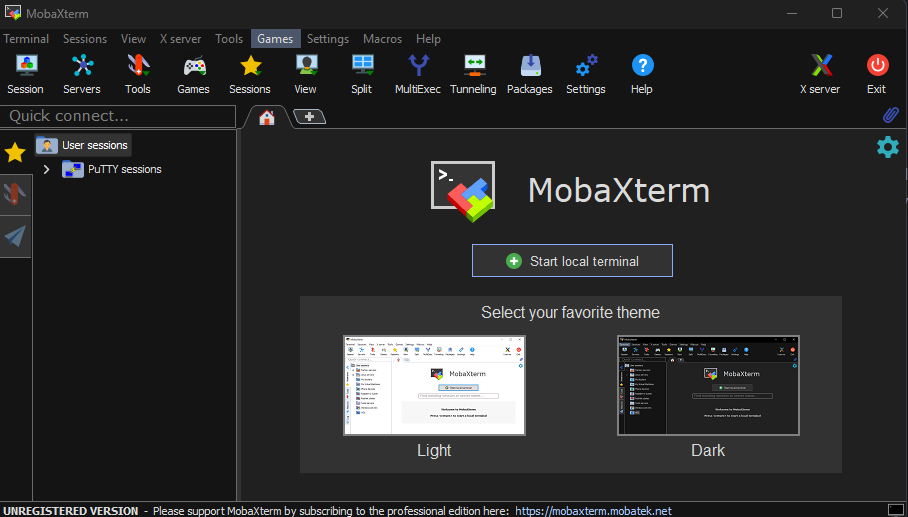 MobaXterm
Terminal Sessions View X server Tools Games Settings Macros Help
Session Servers Tools Games Sessions View Split MultiExec Tunneling Packages Settings Help X server Exit
Quick connect...
User sessions
PuTTY sessions
>_
MobaXterm
Start local terminal
Select your favorite theme
MobaXterm
MobaXterm
Light Dark
UNREGISTERED VERSION - Please support MobaXterm by subscribing to the professional edition here: https://mobaxterm.mobatek.net